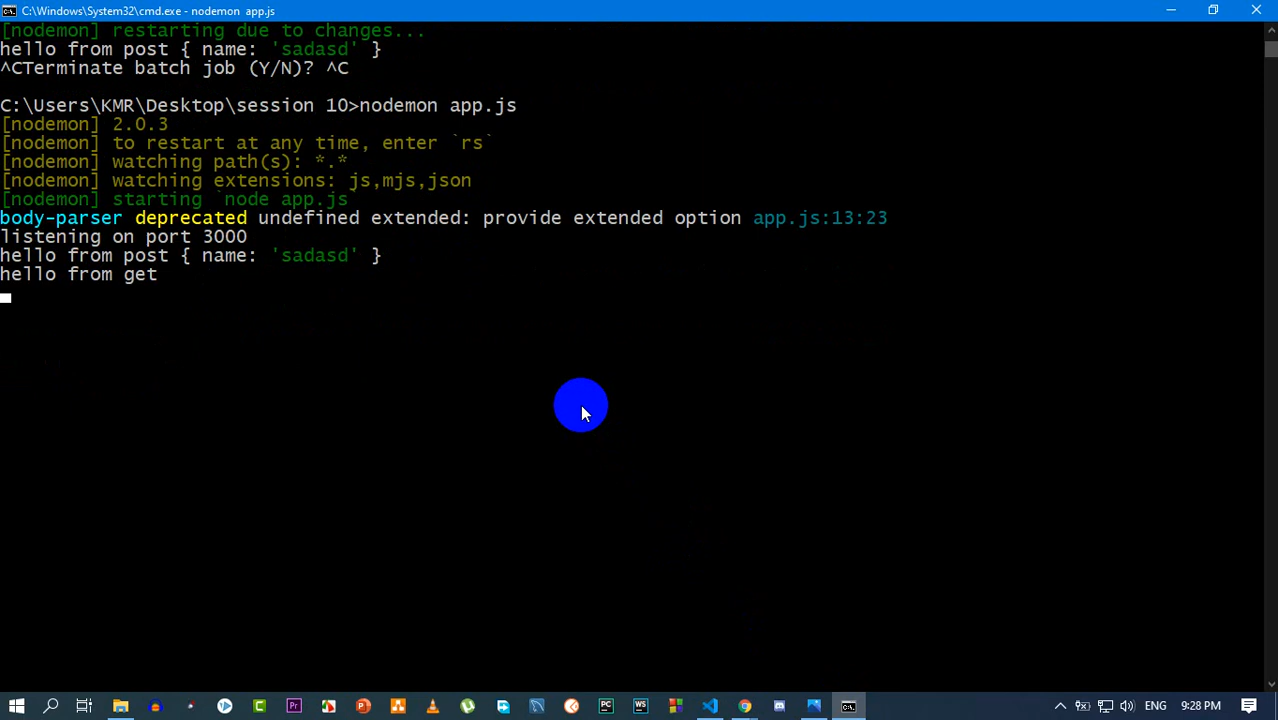 C:\Windows\System32\cmd.exe - nodemon  app.js
[nodemon] restarting due to changes...
hello from post { name: 'sadasd' }
^CTerminate batch job (Y/N)? ^C
C:\Users\KMR\Desktop\session 10>nodemon app.js
[nodemon] 2.0.3
[nodemon] to restart at any time, enter `rs`
[nodemon] watching path(s): *.*
[nodemon] watching extensions: js,mjs,json
[nodemon] starting `node app.js`
body-parser deprecated undefined extended: provide extended option app.js:13:23
listening on port 3000
hello from post { name: 'sadasd' }
hello from get
ENG
9:28 PM